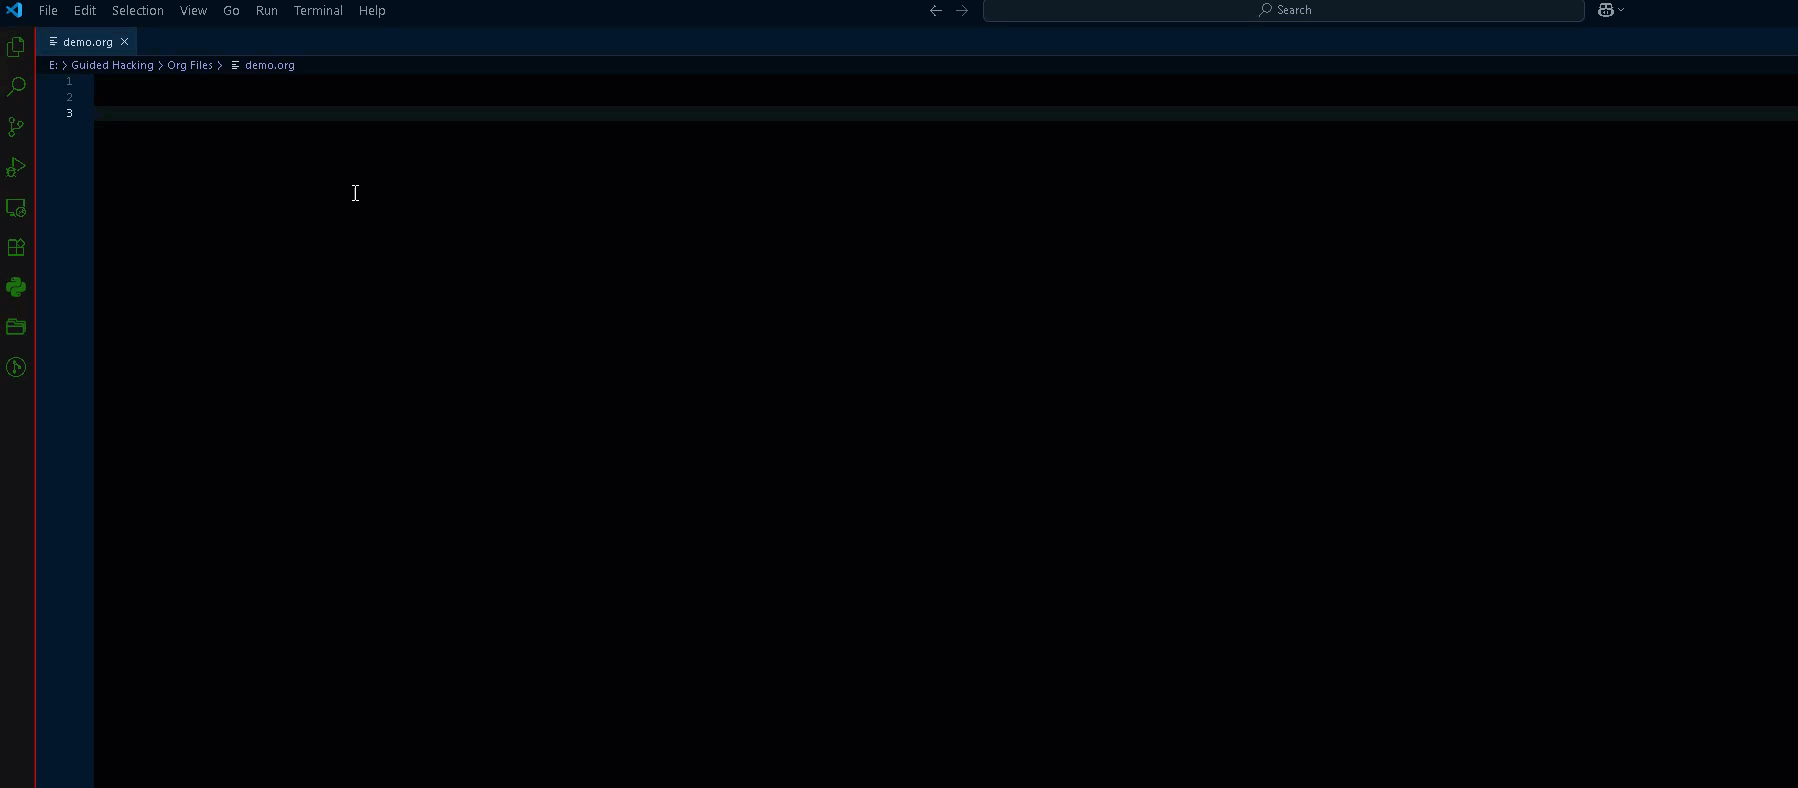 File Edit Selection View Go Run Terminal Help Search
demo.org
E: > Guided Hacking > Org Files > demo.org
1
2
3